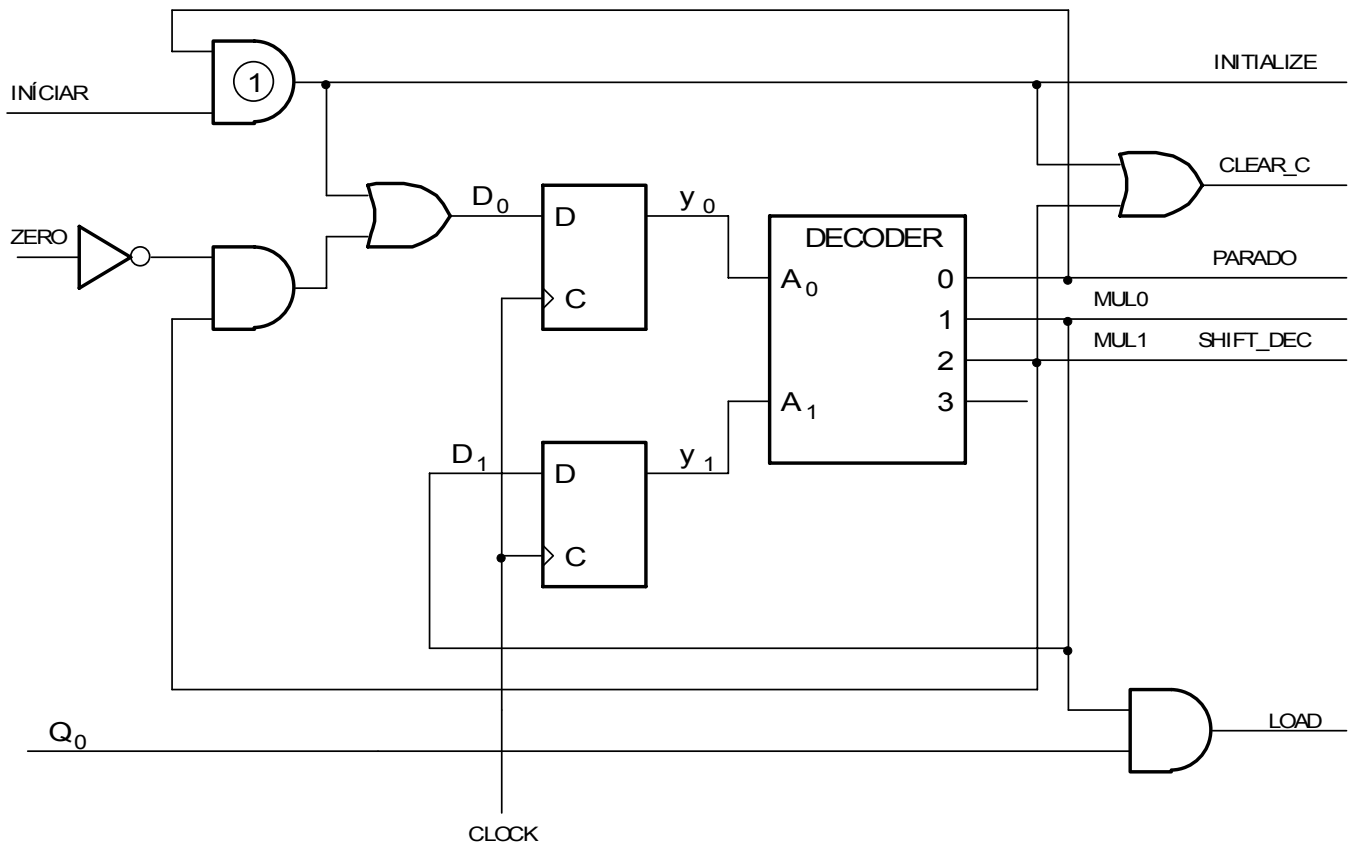 INITIALIZE
1
INÍCIAR
CLEAR_C
D0
D
y0
ZERO
DECODER
PARADO
A0
0
C
MUL0
1
MUL1
SHIFT_DEC
2
A1
3
D1
D
y1
C
Q0
LOAD
CLOCK